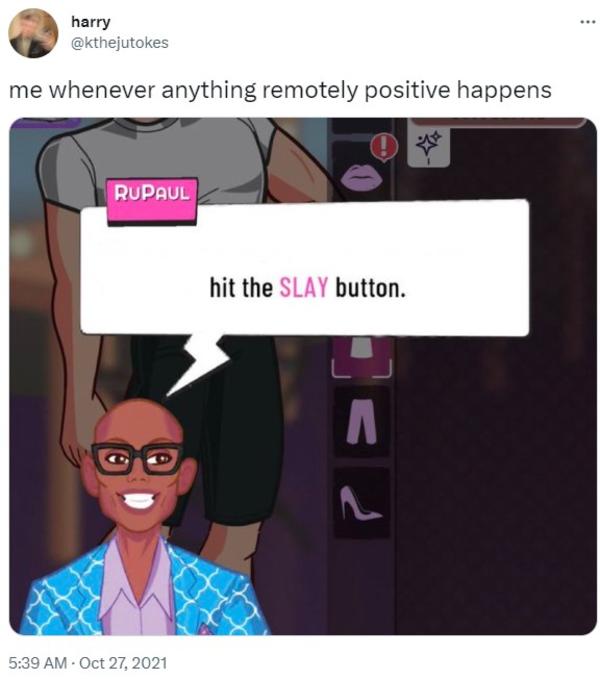 harry
@kthejutokes
me whenever anything remotely positive happens
RUPAUL
hit the SLAY button.
5:39 AM · Oct 27, 2021